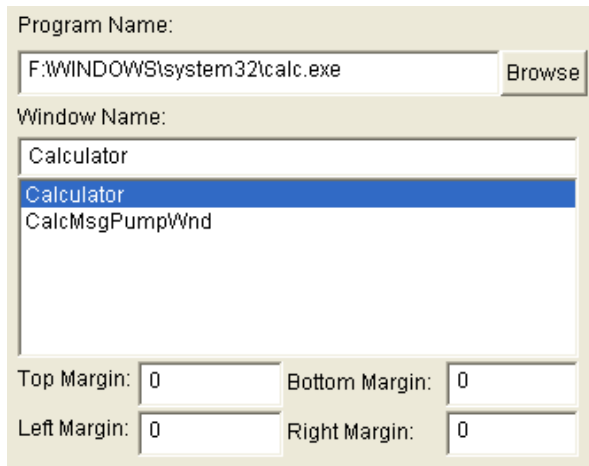 Program Name:
F:\WINDOWS\system32\calc.exe Browse
Window Name:
Calculator
Calculator
CalcMsgPumpWnd
Top Margin: 0 Bottom Margin: 0
Left Margin: 0 Right Margin: 0